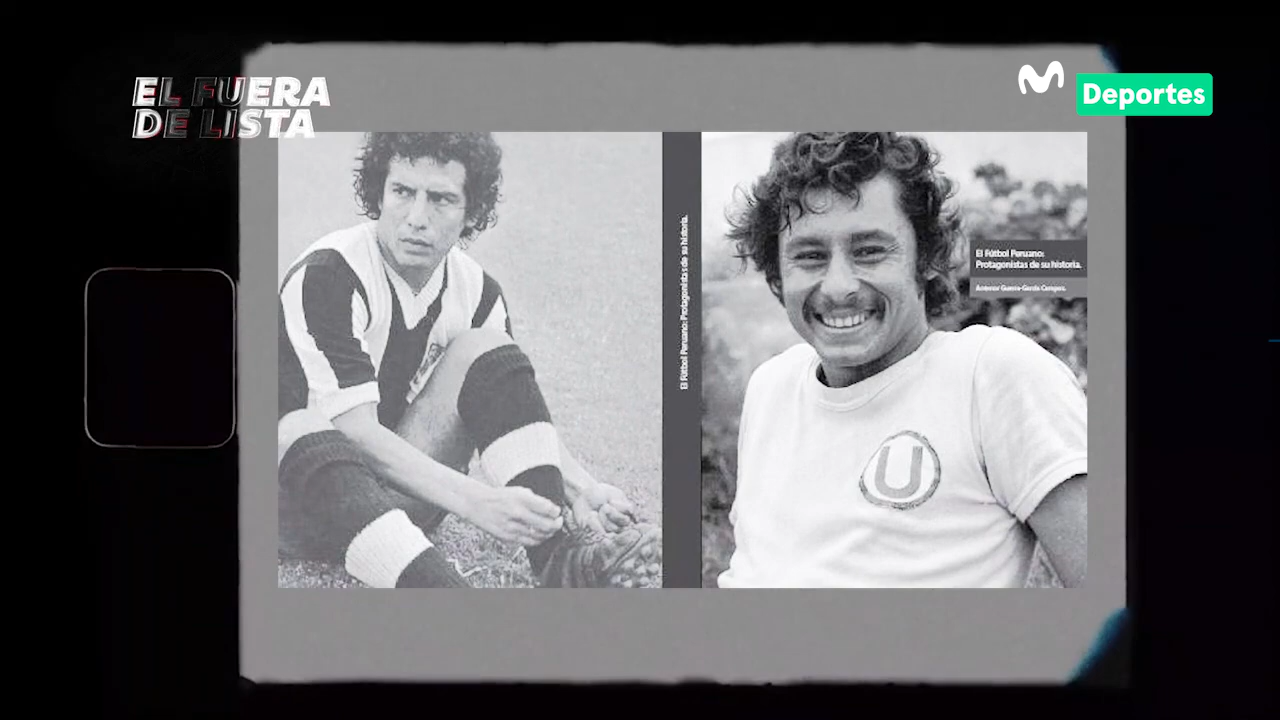 EL FUERA
DE LISTA
Deportes
El Fútbol Peruano: Protagonistas de su historia.
El Fútbol Peruano:
Protagonistas de su historia.
Antenor Guerra-García Campos.
U